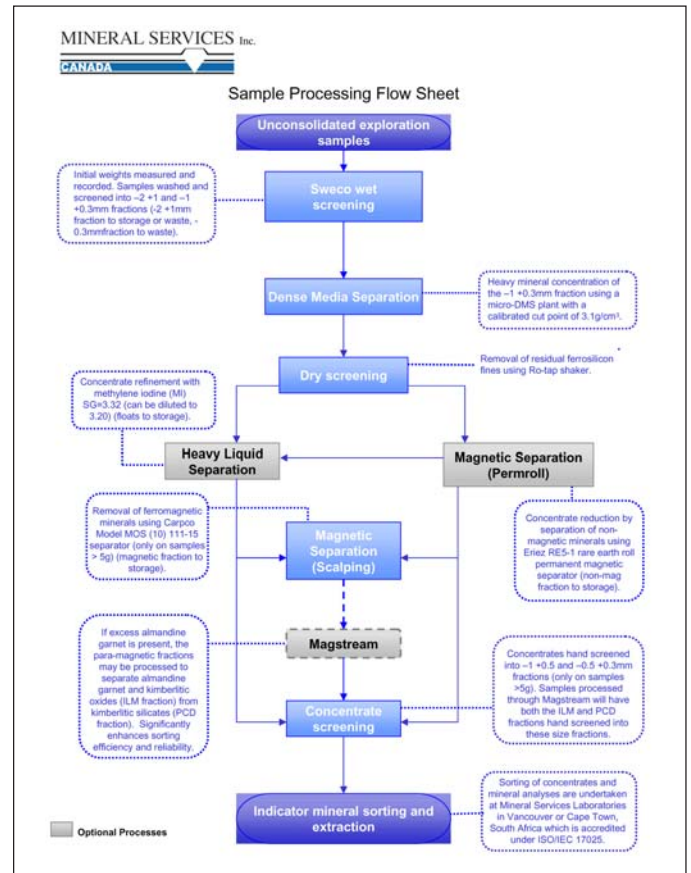 MINERAL SERVICES Inc.
CANADA
Sample Processing Flow Sheet
Unconsolidated exploration
samples
Initial weights measured and
recorded. Samples washed and
screened into –2 +1 and –1
+0.3mm fractions (-2 +1mm
fraction to storage or waste, -
0.3mmfraction to waste).
Sweco wet
screening
Dense Media Separation
Heavy mineral concentration of
the –1 +0.3mm fraction using a
micro-DMS plant with a
calibrated cut point of 3.1g/cm³.
Dry screening
Removal of residual ferrosilicon *
fines using Ro-tap shaker.
Concentrate refinement with
methylene iodine (MI)
SG=3.32 (can be diluted to
3.20) (floats to storage).
Heavy Liquid
Separation
Magnetic Separation
(Permroll)
Removal of ferromagnetic
minerals using Carpco
Model MOS (10) 111-15
separator (only on samples
> 5g) (magnetic fraction to
storage).
Magnetic
Separation
(Scalping)
Concentrate reduction by
separation of non-
magnetic minerals using
Eriez RE5-1 rare earth roll
permanent magnetic
separator (non-mag
fraction to storage).
If excess almandine
garnet is present, the
para-magnetic fractions
may be processed to
separate almandine
garnet and kimberlitic
oxides (ILM fraction) from
kimberlitic silicates (PCD
fraction). Significantly
enhances sorting
efficiency and reliability.
Magstream
Concentrates hand screened
into –1 +0.5 and –0.5 +0.3mm
fractions (only on samples
>5g). Samples processed
through Magstream will have
both the ILM and PCD
fractions hand screened into
these size fractions.
Concentrate
screening
Indicator mineral sorting and
extraction
Sorting of concentrates and
mineral analyses are undertaken
at Mineral Services Laboratories
in Vancouver or Cape Town,
South Africa which is accredited
under ISO/IEC 17025.
Optional Processes